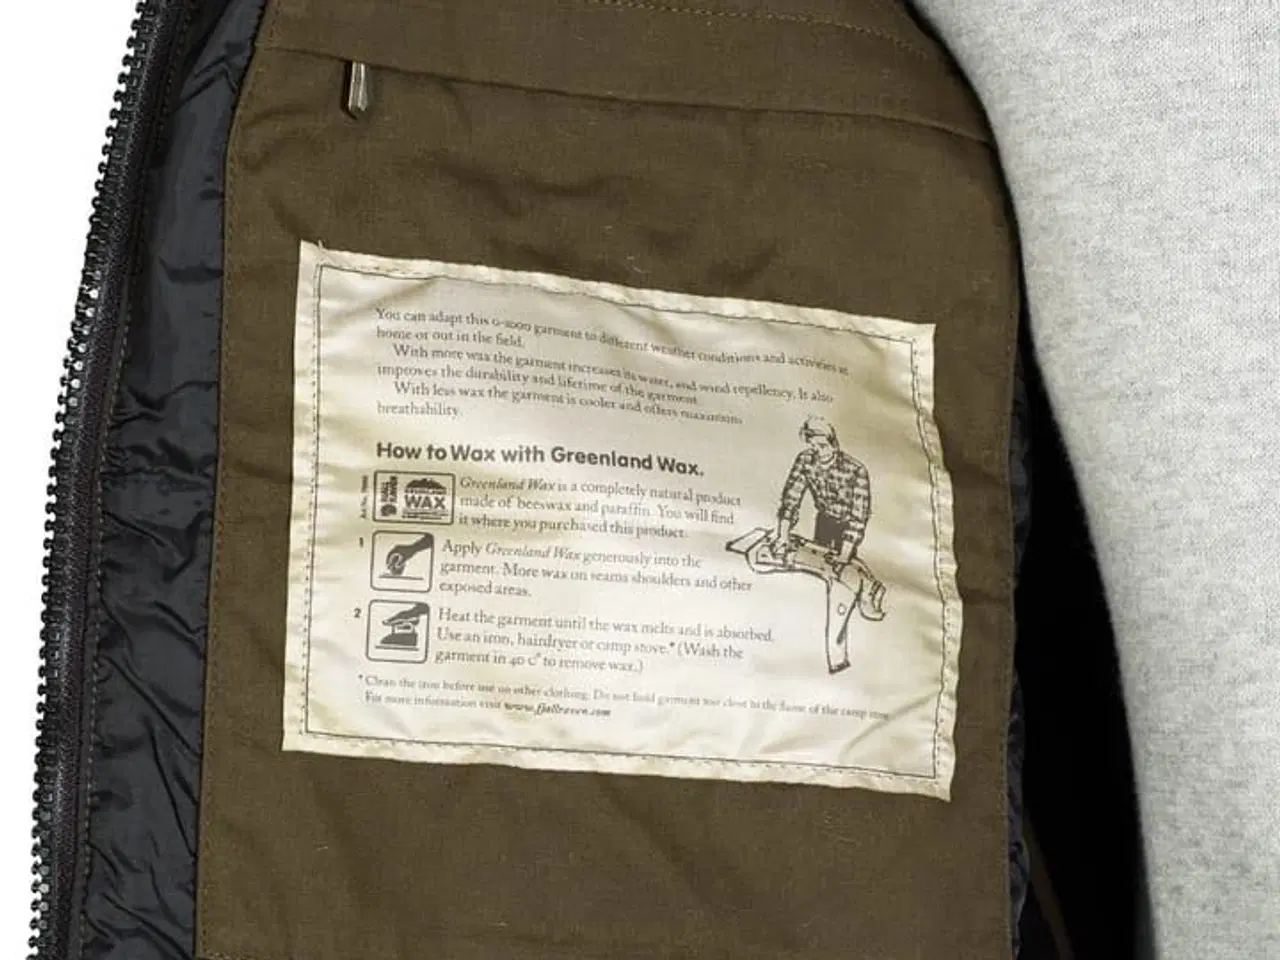 You can adapt this G-1000 garment to different weather conditions and activities at
home or out in the field.
With more wax the garment increases its water, and wind repellency. It also
improves the durability and lifetime of the garment
With less wax the garment is cooler and offers maximum
breathability.
How to Wax with Greenland Wax.
GREENLAND
WAX
Greenland Wax is a completely natural product
made of beeswax and paraffin. You will find
it where you purchased this product.
1
Apply Greenland Wax generously into the
garment. More wax on seams shoulders and other
exposed areas.
2
Heat the garment until the wax melts and is absorbed.
Use an iron, hairdryer or camp stove.* (Wash the
garment in 40 c° to remove wax.)
*Clean the iron before use on other clothing. Do not hold garment too close to the flame of the camp stove
For more information visit www.fjallraven.com